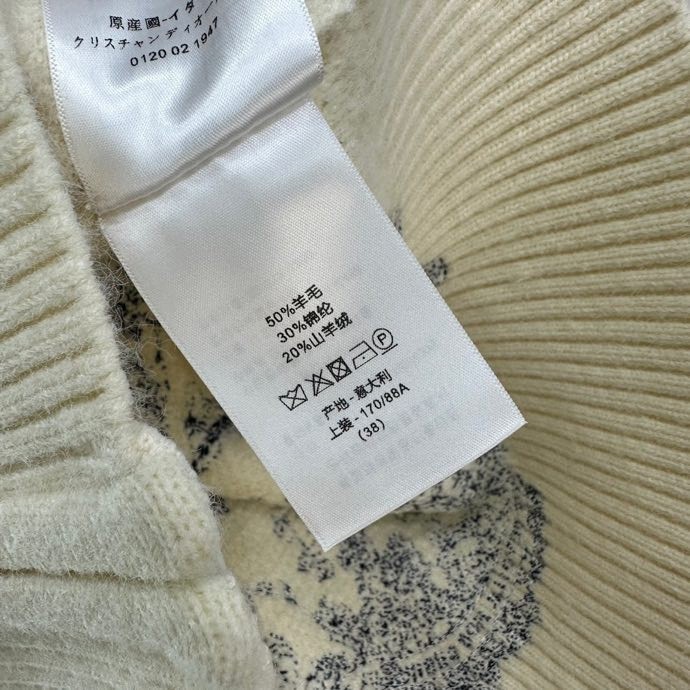 原産國-イタ
クリスチャン ディオー
0120 02 1947
50%羊毛
30%锦纶
20%山羊绒
产地 - 意大利
上装 - 170/88A
(38)